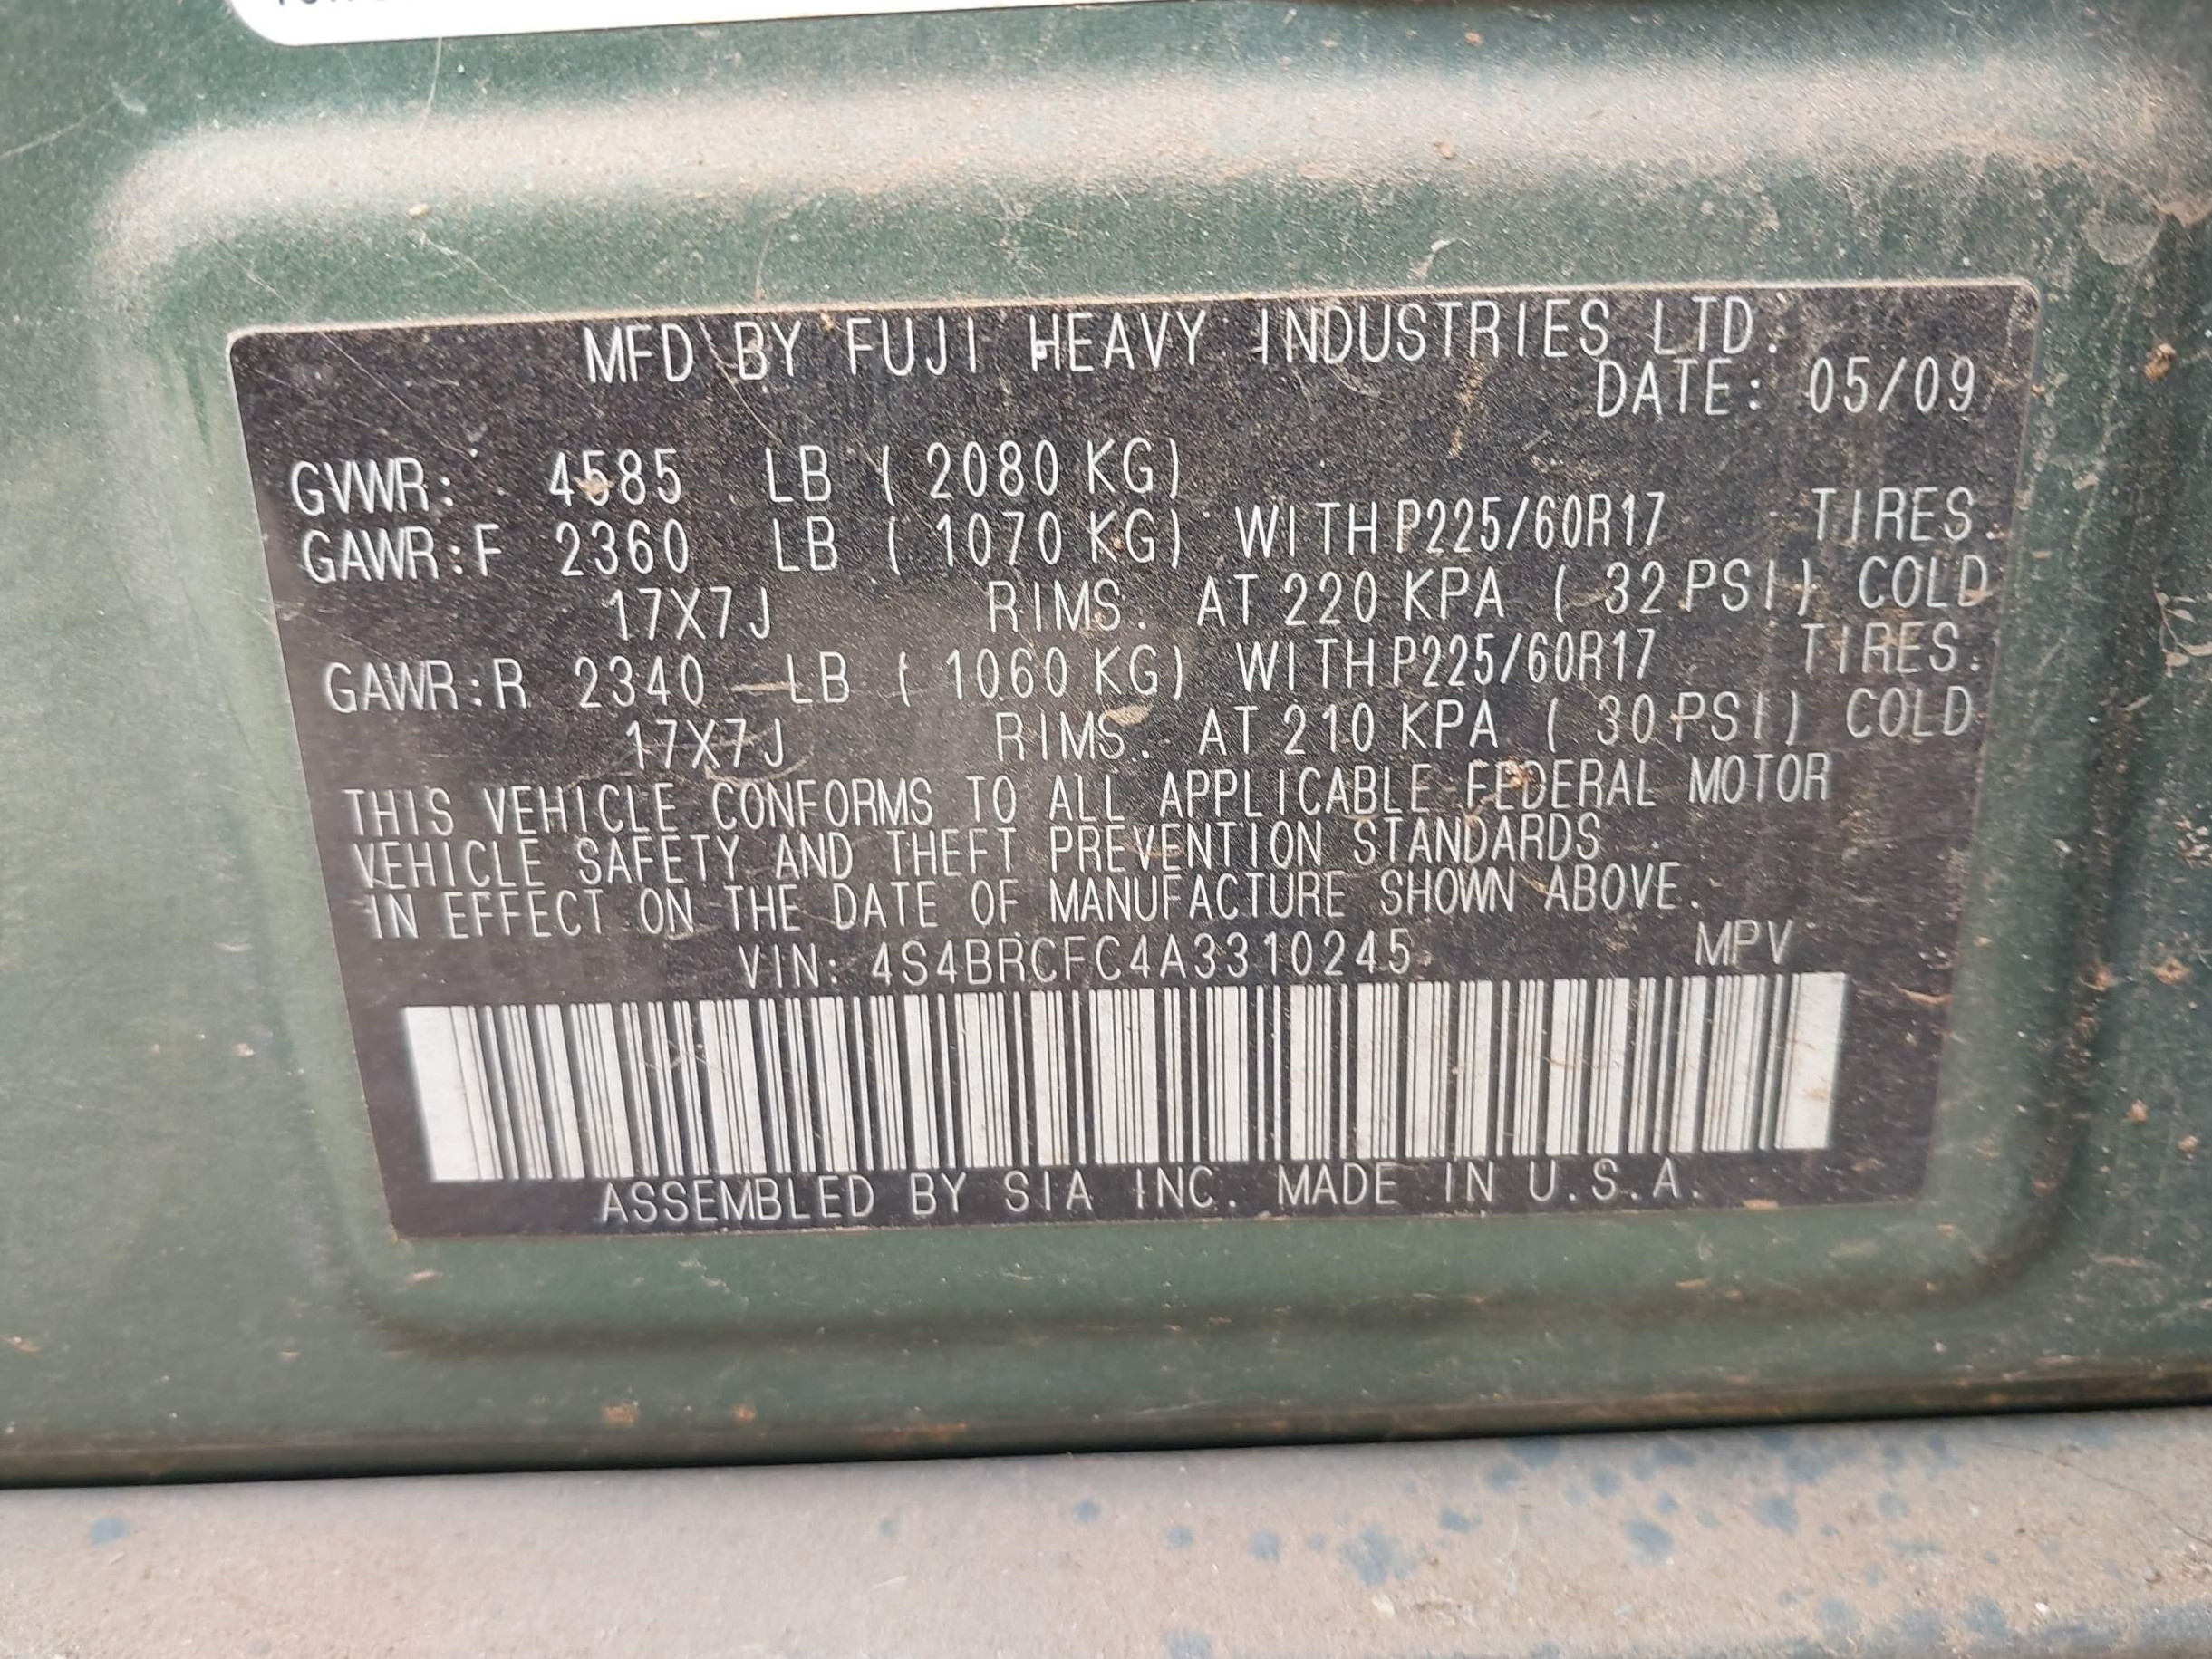 MFD BY FUJI HEAVY INDUSTRIES LTD.
DATE: 05/09
GVWR: 4585 LB ( 2080 KG)
GAWR:F 2360 LB ( 1070 KG) WITH P225/60R17 TIRES.
17X7J RIMS. AT 220 KPA ( 32 PSI) COLD
GAWR:R 2340 LB ( 1060 KG) WITH P225/60R17 TIRES.
17X7J RIMS. AT 210 KPA ( 30 PSI) COLD
THIS VEHICLE CONFORMS TO ALL APPLICABLE FEDERAL MOTOR
VEHICLE SAFETY AND THEFT PREVENTION STANDARDS
IN EFFECT ON THE DATE OF MANUFACTURE SHOWN ABOVE.
VIN: 4S4BRCFC4A3310245 MPV
ASSEMBLED BY SIA INC. MADE IN U.S.A.